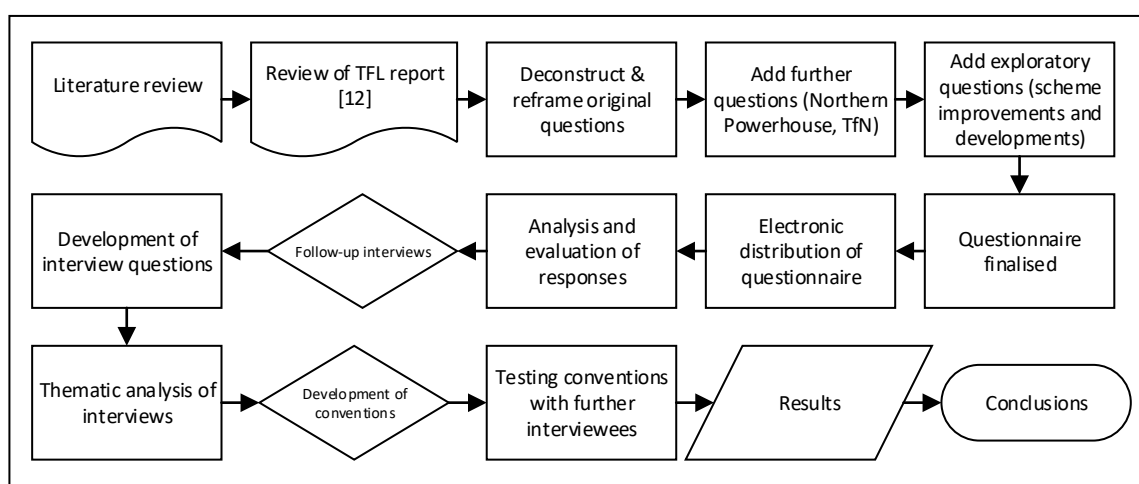 Literature review
Review of TFL report
[12]
Deconstruct &
reframe original
questions
Add further
questions (Northern
Powerhouse, TfN)
Add exploratory
questions (scheme
improvements and
developments)
Questionnaire
finalised
Electronic
distribution of
questionnaire
Analysis and
evaluation of
responses
Follow-up interviews
Development of
interview questions
Thematic analysis of
interviews
Development of
conventions
Testing conventions
with further
interviewees
Results
Conclusions